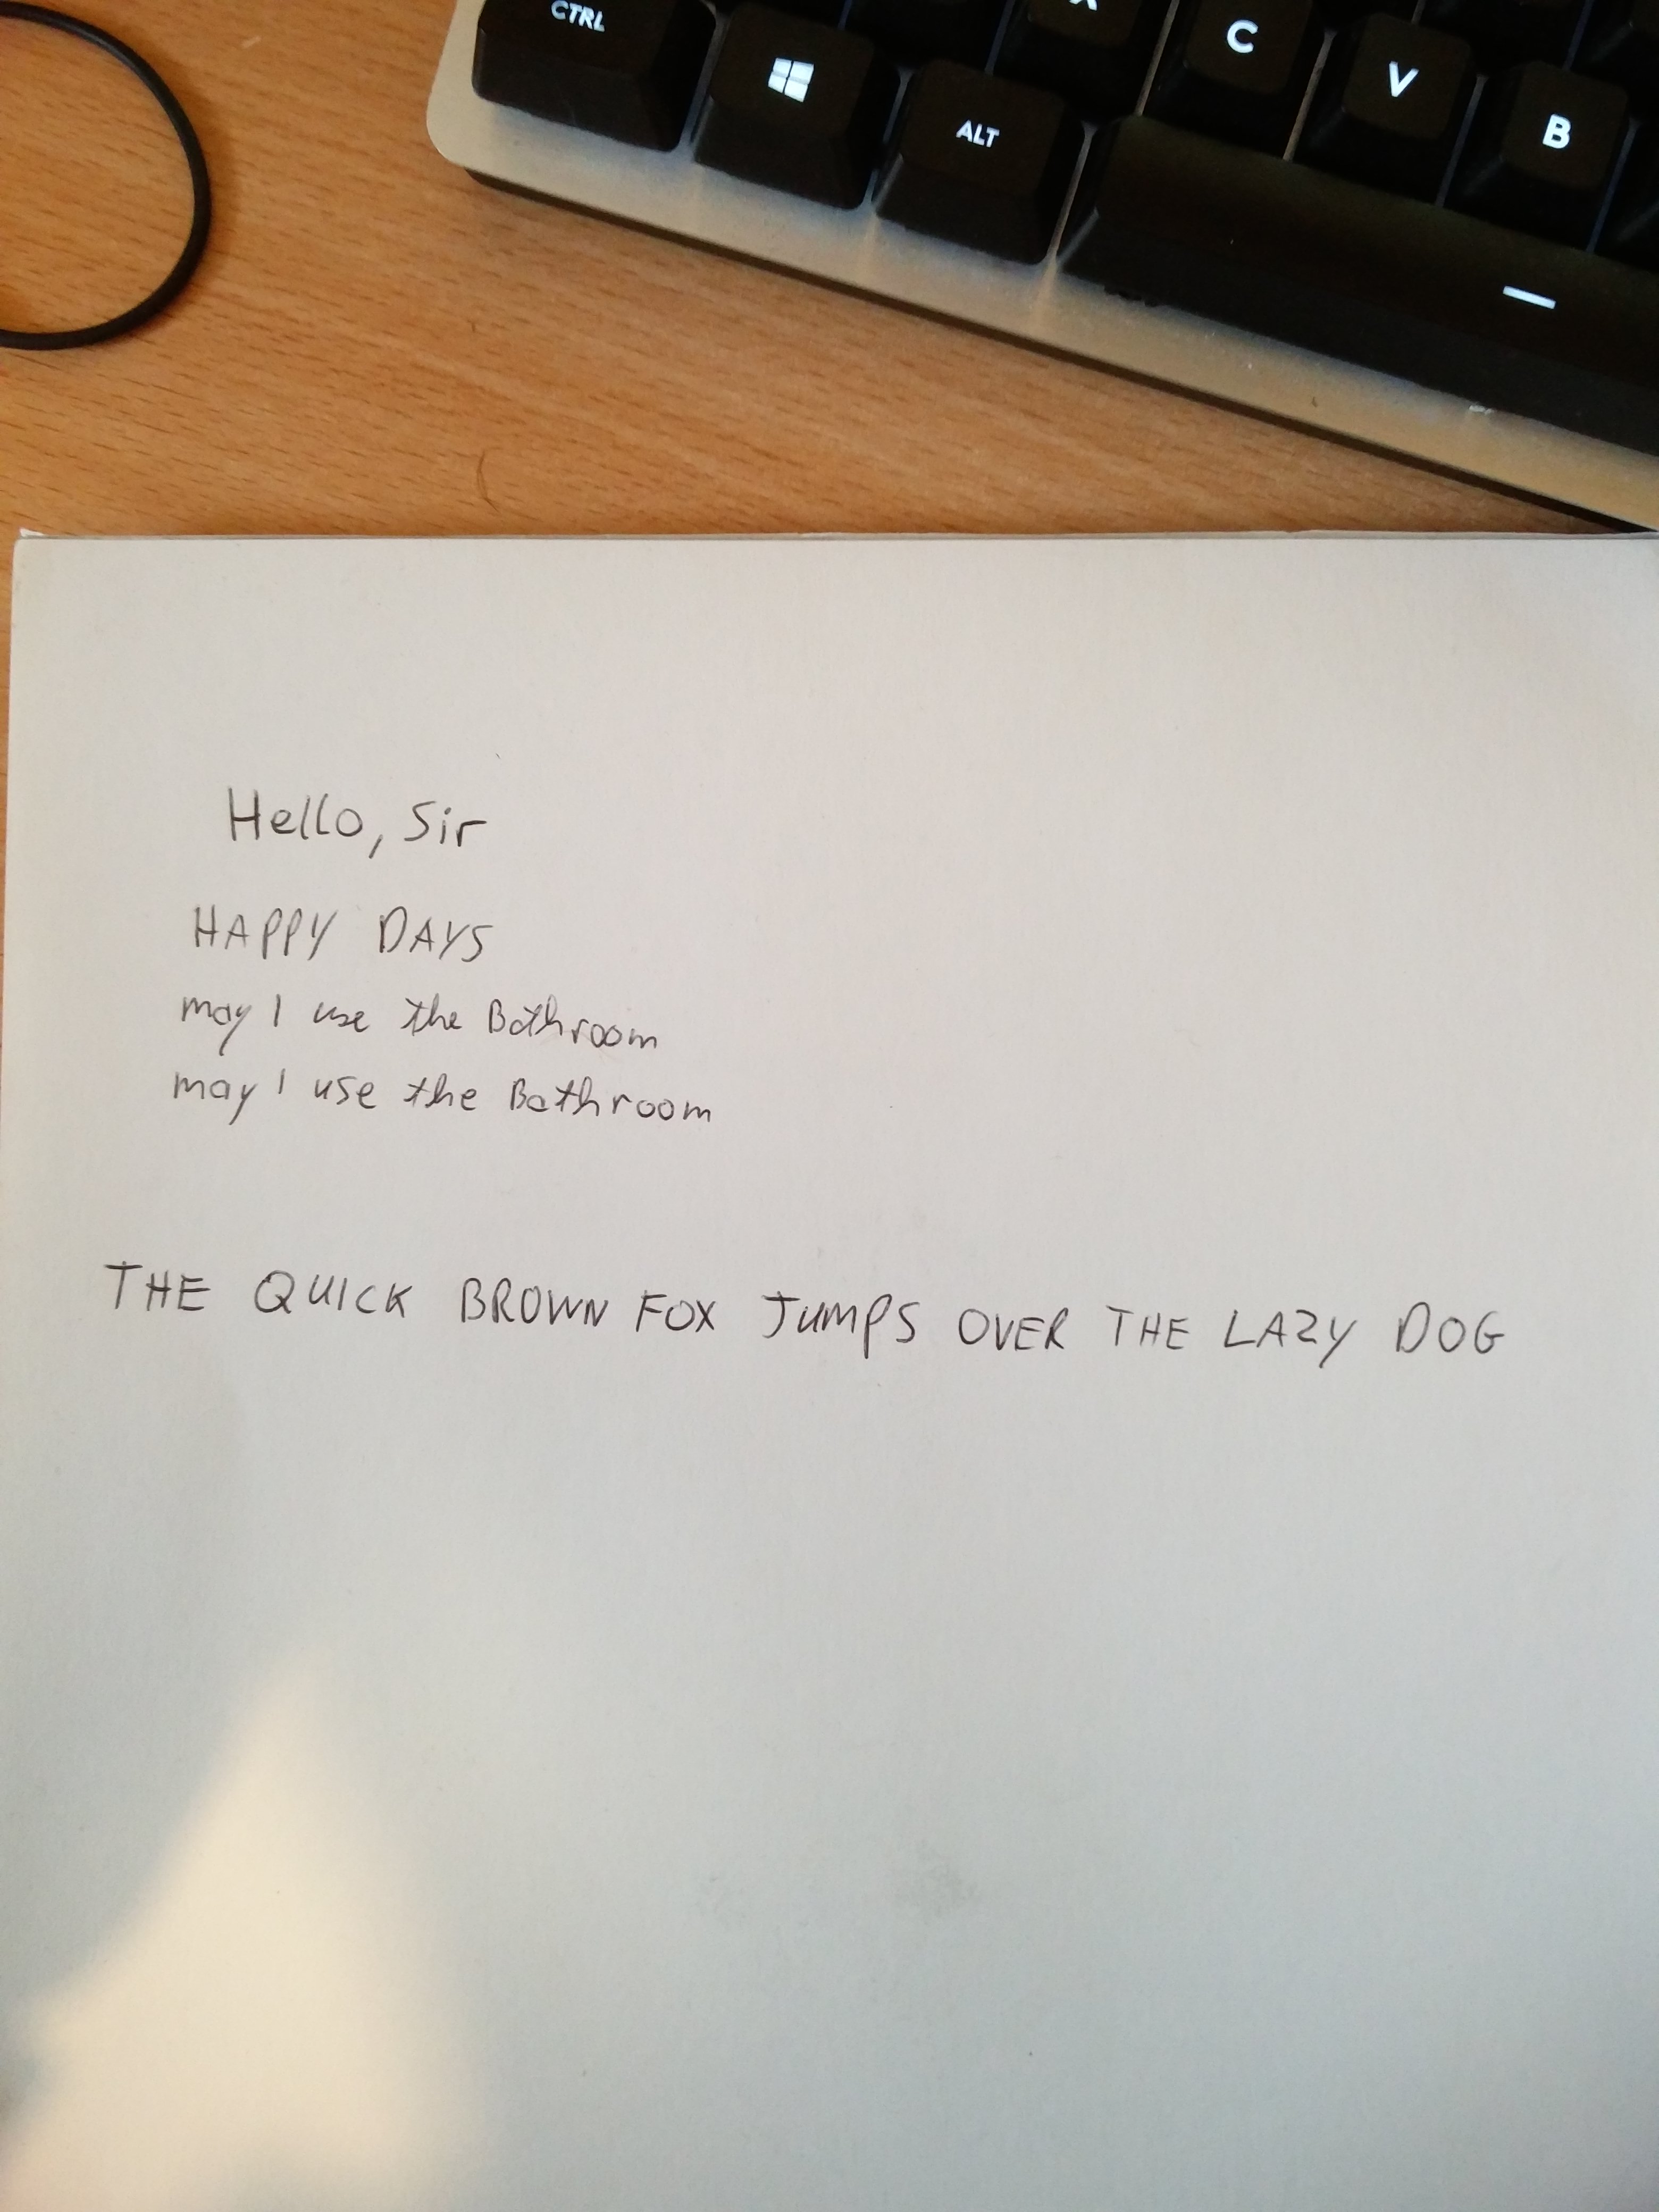 CTRL
ALT
X
C
V
B
Hello, Sir
HAPPY DAYS
may I use the Bathroom
may I use the Bathroom
THE QUICK BROWN FOX JUMPS OVER THE LAZY DOG